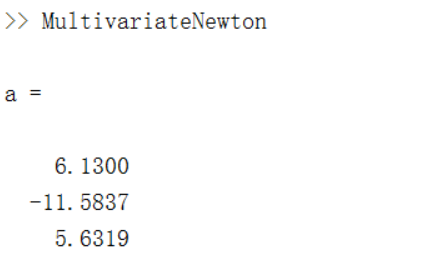 >> MultivariateNewton
a =
6.1300
-11.5837
5.6319